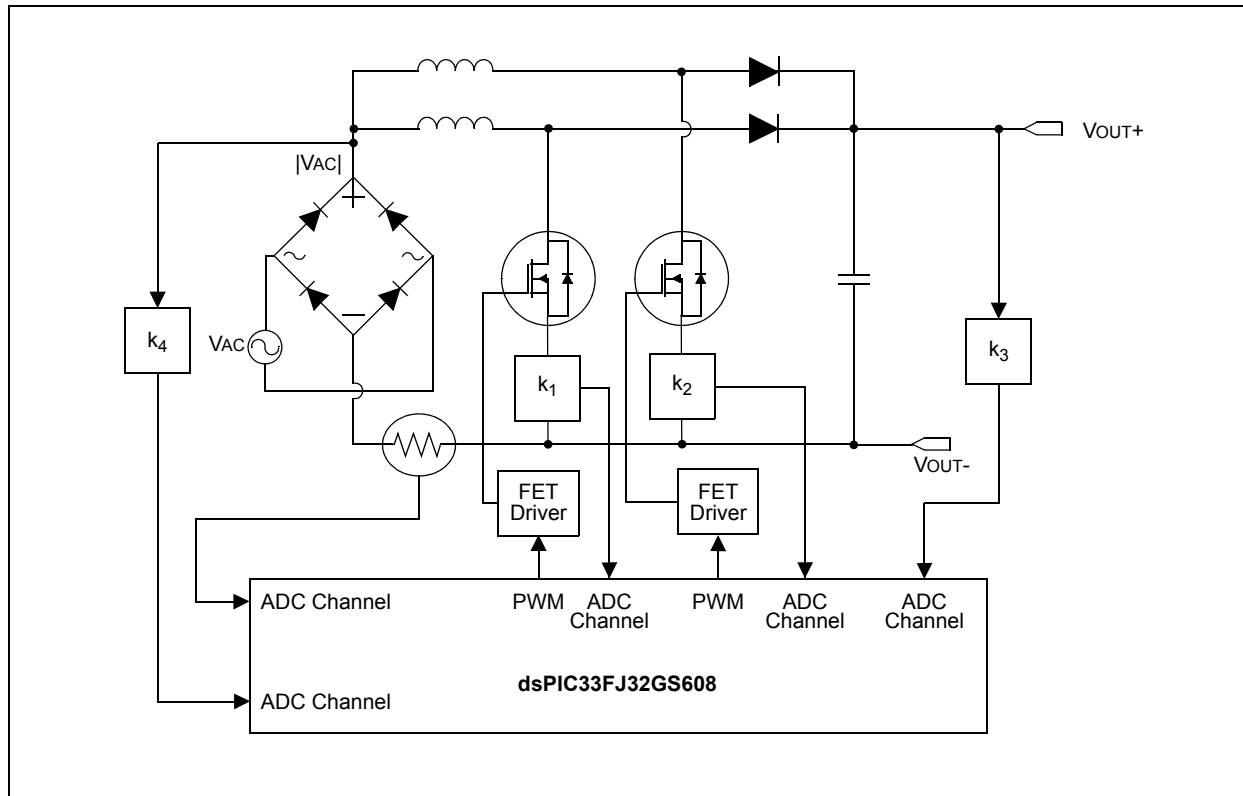 VOUT+
|VAC|
+
k4
VAC
k1
k2
k3
VOUT-
FET
Driver
FET
Driver
ADC Channel
PWM
ADC
Channel
PWM
ADC
Channel
ADC
Channel
dsPIC33FJ32GS608
ADC Channel